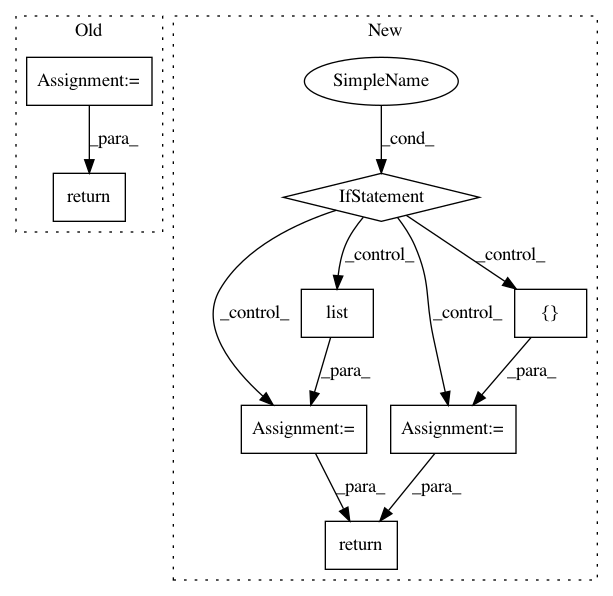 Old
New
Assignment:=
SimpleName
_para_
_cond_
return
IfStatement
_control_
_control_
_control_
_control_
list
{}
_para_
_para_
Assignment:=
Assignment:=
_para_
_para_
return